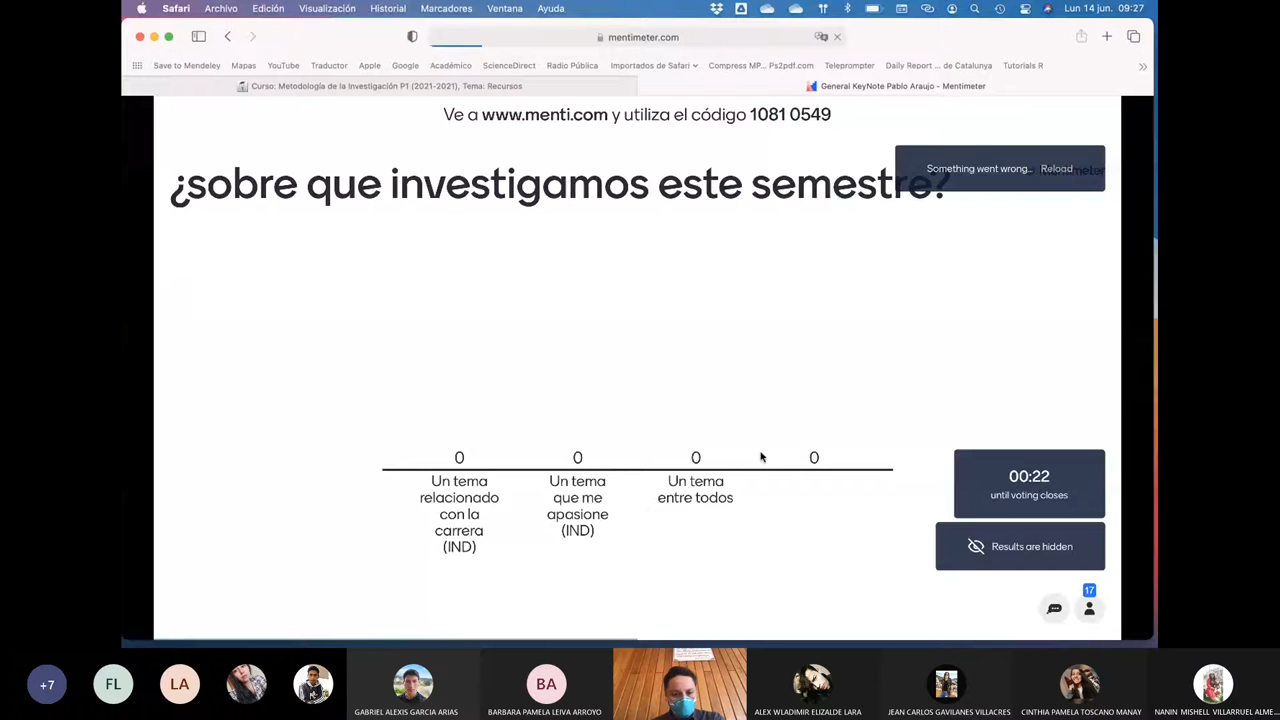 Safari Archivo Edición Visualización Historial Marcadores Ventana Ayuda Lun 14 jun. 09:27
mentimeter.com
Save to Mendeley Mapas YouTube Traductor Apple Google Académico ScienceDirect Radio Pública Importados de Safari Compress MP... Ps2pdf.com Teleprompter Daily Report ... de Catalunya Tutorials R
Curso: Metodología de la Investigación P1 (2021-2021), Tema: Recursos General KeyNote Pablo Araujo - Mentimeter
Ve a www.menti.com y utiliza el código 1081 0549
Something went wrong... Reload
¿sobre que investigamos este semestre?
0 0 0 0
Un tema
relacionado
con la
carrera
(IND)
Un tema
que me
apasione
(IND)
Un tema
entre todos
00:22
until voting closes
Results are hidden
17
+7 FL LA BA
GABRIEL ALEXIS GARCIA ARIAS BARBARA PAMELA LEIVA ARROYO ALEX WLADIMIR ELIZALDE LARA JEAN CARLOS GAVILANES VILLACRES CINTHIA PAMELA TOSCANO MANAY NANIN MISHELL VILLARRUEL ALME